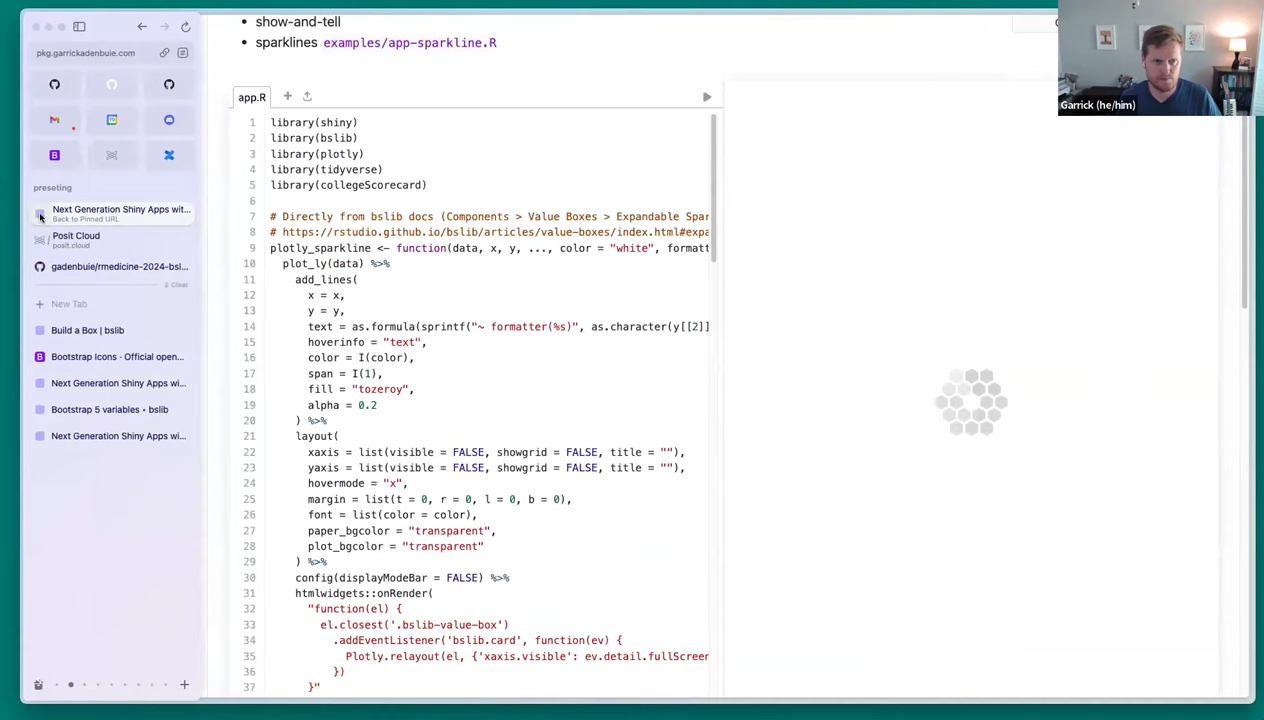 pkg.garrickadenbuie.com
preseting
Next Generation Shiny Apps wit...
Back to Pinned URL
Posit Cloud
posit.cloud
gadenbuie/rmedicine-2024-bsl...
Clear
New Tab
Build a Box | bslib
Bootstrap Icons · Official open...
Next Generation Shiny Apps wi...
Bootstrap 5 variables • bslib
Next Generation Shiny Apps wi...
• show-and-tell
• sparklines examples/app-sparkline.R
app.R
1 library(shiny)
2 library(bslib)
3 library(plotly)
4 library(tidyverse)
5 library(collegeScorecard)
6
7 # Directly from bslib docs (Components > Value Boxes > Expandable Spar
8 # https://rstudio.github.io/bslib/articles/value-boxes/index.html#expa
9 plotly_sparkline <- function(data, x, y, ..., color = "white", formatt
10 plot_ly(data) %>%
11 add_lines(
12 x = x,
13 y = y,
14 text = as.formula(sprintf("~ formatter(%s)", as.character(y[[2]]
15 hoverinfo = "text",
16 color = I(color),
17 span = I(1),
18 fill = "tozeroy",
19 alpha = 0.2
20 ) %>%
21 layout(
22 xaxis = list(visible = FALSE, showgrid = FALSE, title = ""),
23 yaxis = list(visible = FALSE, showgrid = FALSE, title = ""),
24 hovermode = "x",
25 margin = list(t = 0, r = 0, l = 0, b = 0),
26 font = list(color = color),
27 paper_bgcolor = "transparent",
28 plot_bgcolor = "transparent"
29 ) %>%
30 config(displayModeBar = FALSE) %>%
31 htmlwidgets::onRender(
32 "function(el) {
33 el.closest('.bslib-value-box')
34 .addEventListener('bslib.card', function(ev) {
35 Plotly.relayout(el, {'xaxis.visible': ev.detail.fullScreen
36 })
37 }"
Garrick (he/him)